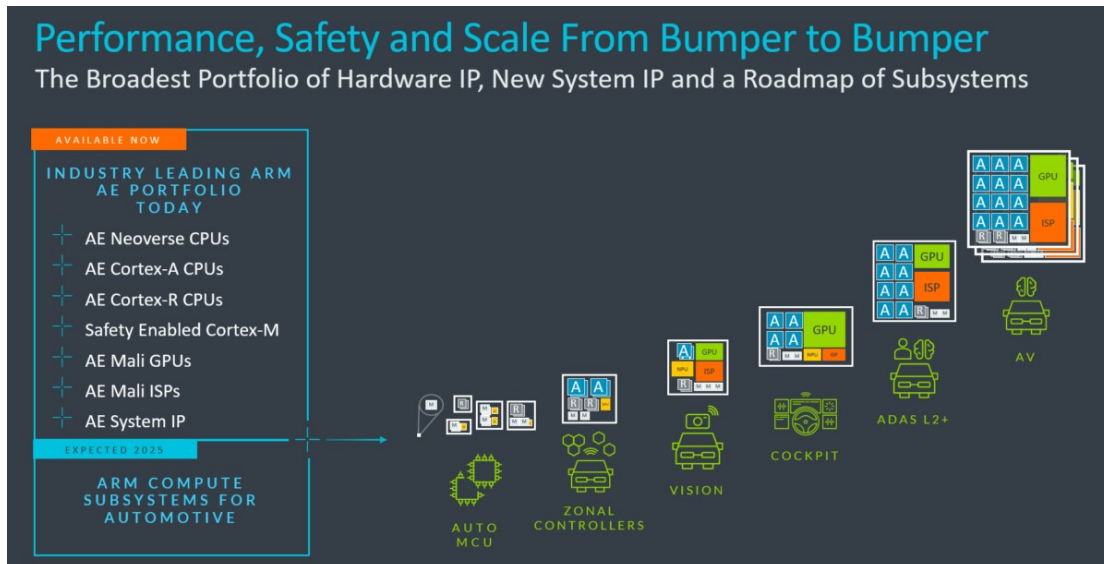 Performance, Safety and Scale From Bumper to Bumper
The Broadest Portfolio of Hardware IP, New System IP and a Roadmap of Subsystems
AVAILABLE NOW
INDUSTRY LEADING ARM
AE PORTFOLIO
TODAY
AE Neoverse CPUs
AE Cortex-A CPUs
AE Cortex-R CPUs
Safety Enabled Cortex-M
AE Mali GPUs
AE Mali ISPs
AE System IP
EXPECTED 2025
ARM COMPUTE
SUBSYSTEMS FOR
AUTOMOTIVE
M
R
R
M
M
M
M M
AUTO
MCU
A A
R R
M M
ZONAL
CONTROLLERS
A GPU
NPU ISP
R M M M
VISION
A A GPU
A A
R M M NPU ISP
COCKPIT
A A GPU
A A ISP
A A
A A R M M
ADAS L2+
A A A GPU
A A A
A A A ISP
A A A
R R M M
AV